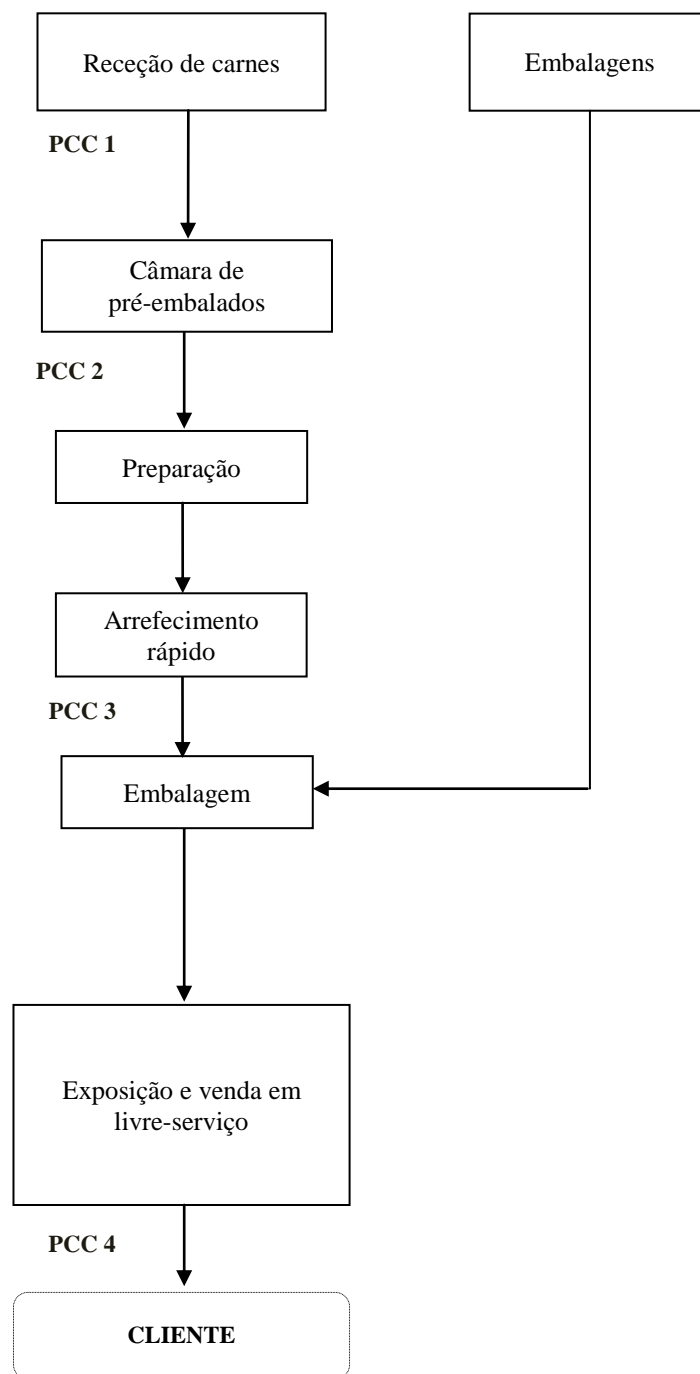 Receção de carnes
Embalagens
PCC 1
Câmara de
pré-embalados
PCC 2
Preparação
Arrefecimento
rápido
PCC 3
Embalagem
Exposição e venda em
livre-serviço
PCC 4
CLIENTE